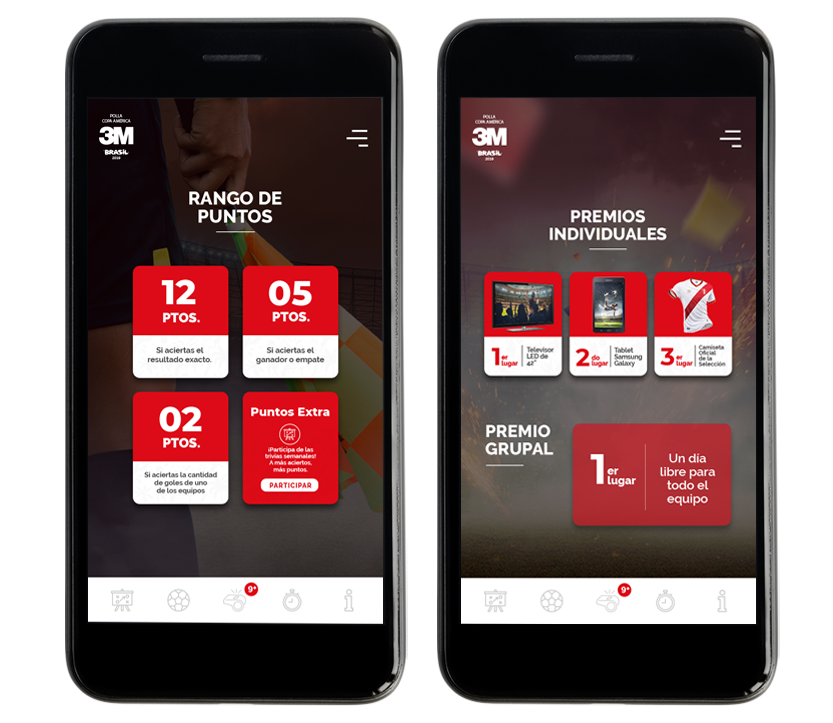 POLLA
COPA AMÉRICA
3M
BRASIL
2019
RANGO DE
PUNTOS
12
PTOS.
Si aciertas el
resultado exacto.
05
PTOS.
Si aciertas el
ganador o empate
02
PTOS.
Si aciertas la cantidad
de goles de uno
de los equipos
Puntos Extra
¡Participa de las
trivias semanales!
A más aciertos,
más puntos.
PARTICIPAR
9+
POLLA
COPA AMÉRICA
3M
BRASIL
2019
PREMIOS
INDIVIDUALES
1er
lugar
Televisor
LED de
42"
2do
lugar
Tablet
Samsung
Galaxy
3er
lugar
Camiseta
Oficial
de la
Selección
PREMIO
GRUPAL
1er
lugar
Un día
libre para
todo el
equipo
9+